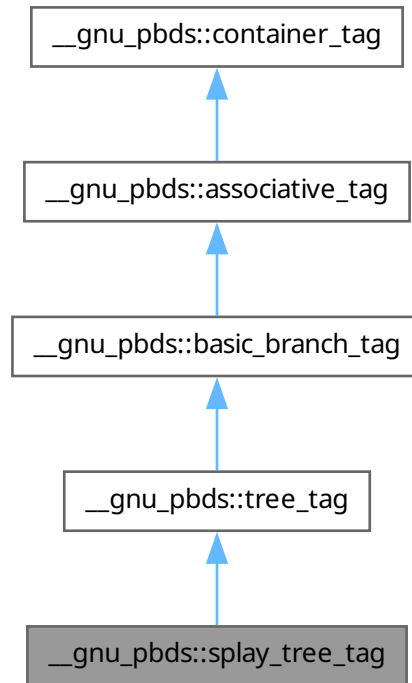 __gnu_pbds::container_tag
__gnu_pbds::associative_tag
__gnu_pbds::basic_branch_tag
__gnu_pbds::tree_tag
__gnu_pbds::splay_tree_tag